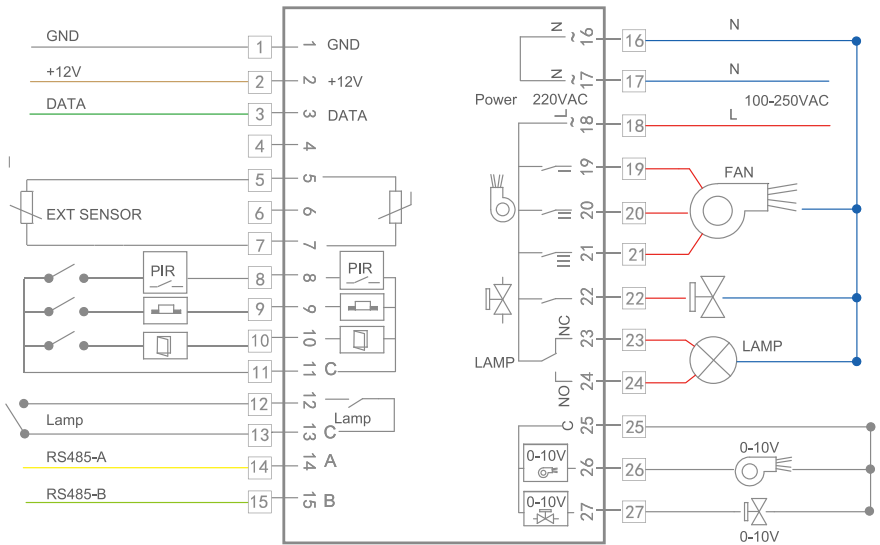 GND
1
1
GND
+12V
2
2
+12V
DATA
3
3
DATA
4
4
5
5
EXT SENSOR
6
6
7
7
PIR
8
8
PIR
9
9
10
10
11
11
C
12
12
Lamp
Lamp
13
13
C
RS485-A
14
14
A
RS485-B
15
15
B
N
~
16
16
N
N
~
17
17
N
Power
220VAC
100-250VAC
L
~
18
18
L
19
19
FAN
20
20
21
21
22
22
NC
23
23
LAMP
LAMP
NO
24
24
C
25
25
0-10V
26
26
0-10V
0-10V
27
27
0-10V